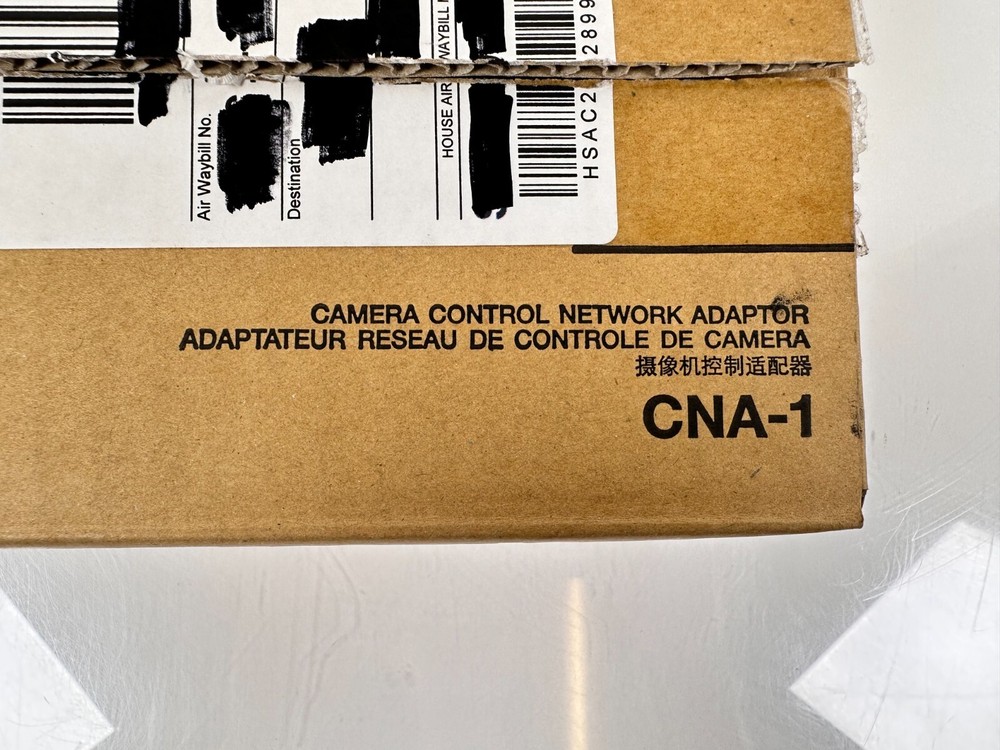 Air Waybill No.
Destination
HOUSE AIR WAYBILL
HSAC2 2899
CAMERA CONTROL NETWORK ADAPTOR
ADAPTATEUR RESEAU DE CONTROLE DE CAMERA
摄像机控制适配器
CNA-1